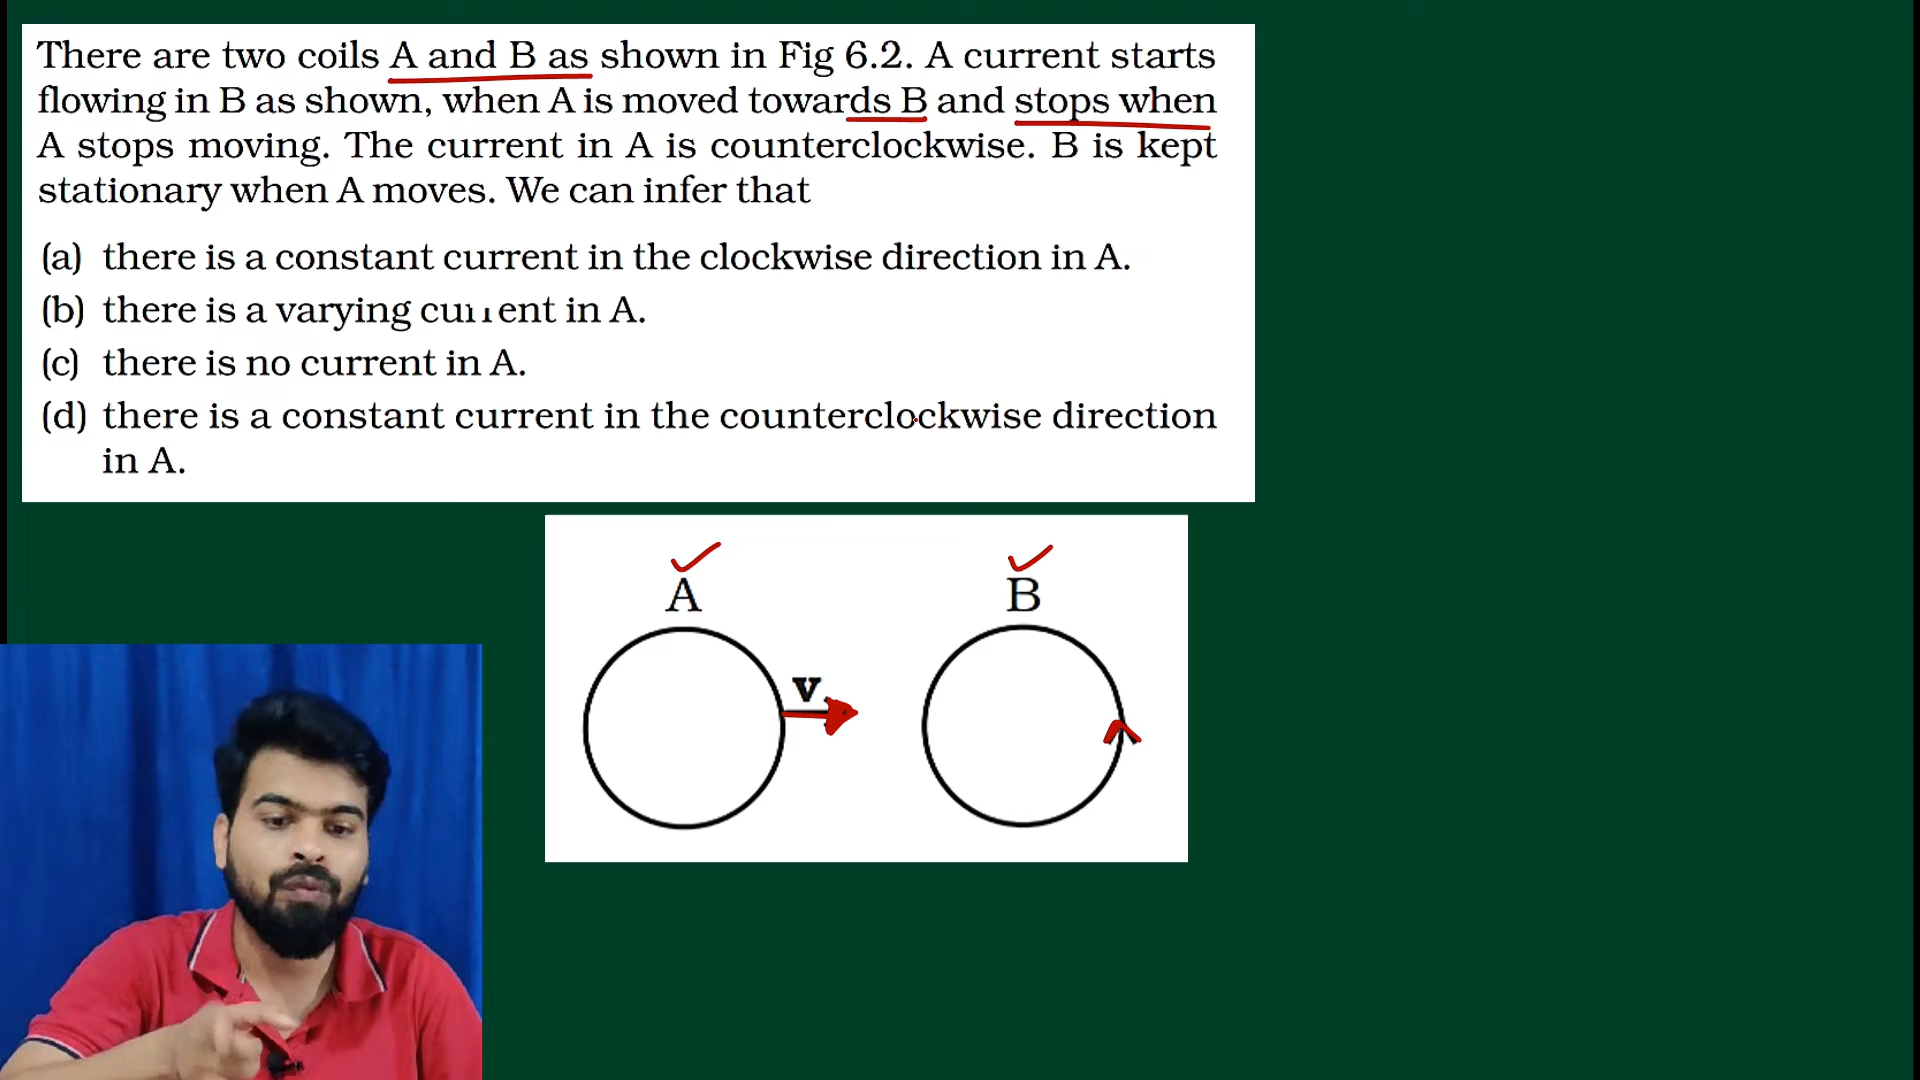 There are two coils A and B as shown in Fig 6.2. A current starts
flowing in B as shown, when A is moved towards B and stops when
A stops moving. The current in A is counterclockwise. B is kept
stationary when A moves. We can infer that
(a) there is a constant current in the clockwise direction in A.
(b) there is a varying current in A.
(c) there is no current in A.
(d) there is a constant current in the counterclockwise direction
in A.
A
B
v